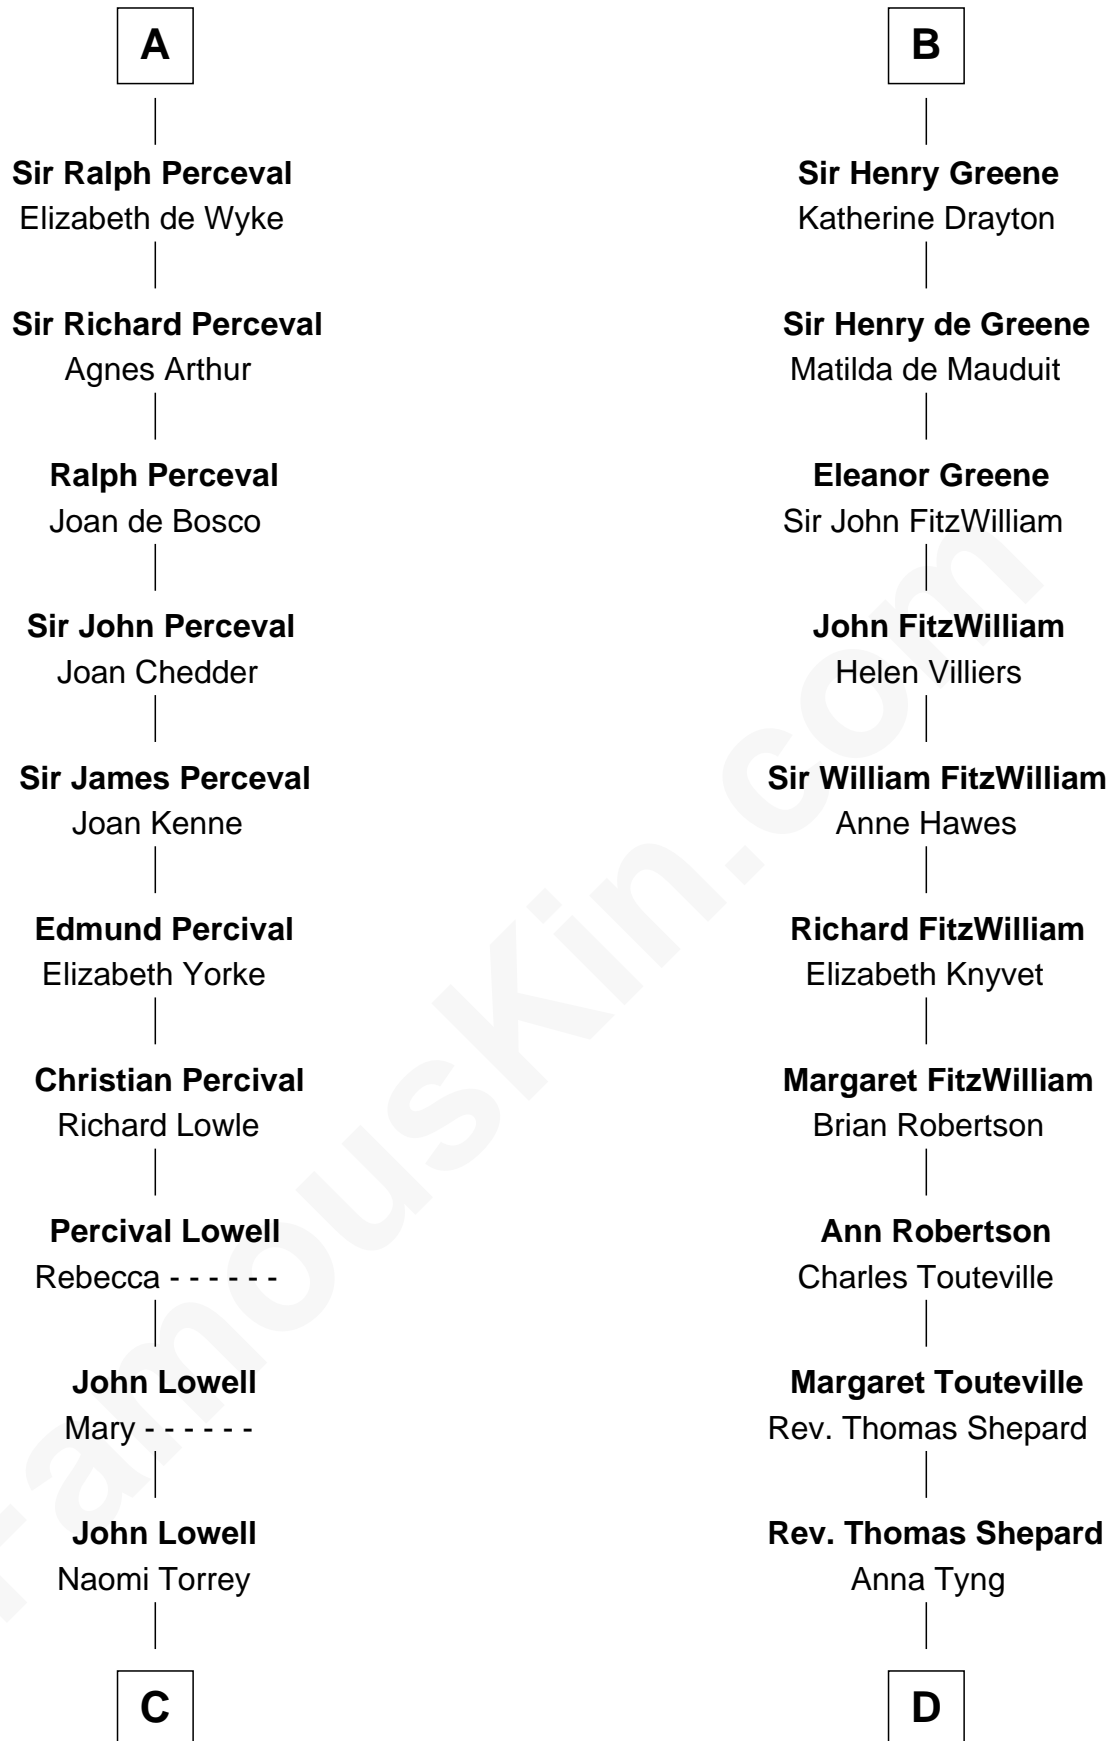 A
Sir Ralph Perceval
Elizabeth de Wyke
Sir Richard Perceval
Agnes Arthur
Ralph Perceval
Joan de Bosco
Sir John Perceval
Joan Chedder
Sir James Perceval
Joan Kenne
Edmund Percival
Elizabeth Yorke
Christian Percival
Richard Lowle
Percival Lowell
Rebecca - - - - - -
John Lowell
Mary - - - - - -
John Lowell
Naomi Torrey
C
B
Sir Henry Greene
Katherine Drayton
Sir Henry de Greene
Matilda de Mauduit
Eleanor Greene
Sir John FitzWilliam
John FitzWilliam
Helen Villiers
Sir William FitzWilliam
Anne Hawes
Richard FitzWilliam
Elizabeth Knyvet
Margaret FitzWilliam
Brian Robertson
Ann Robertson
Charles Touteville
Margaret Touteville
Rev. Thomas Shepard
Rev. Thomas Shepard
Anna Tyng
D
FamousKin.com